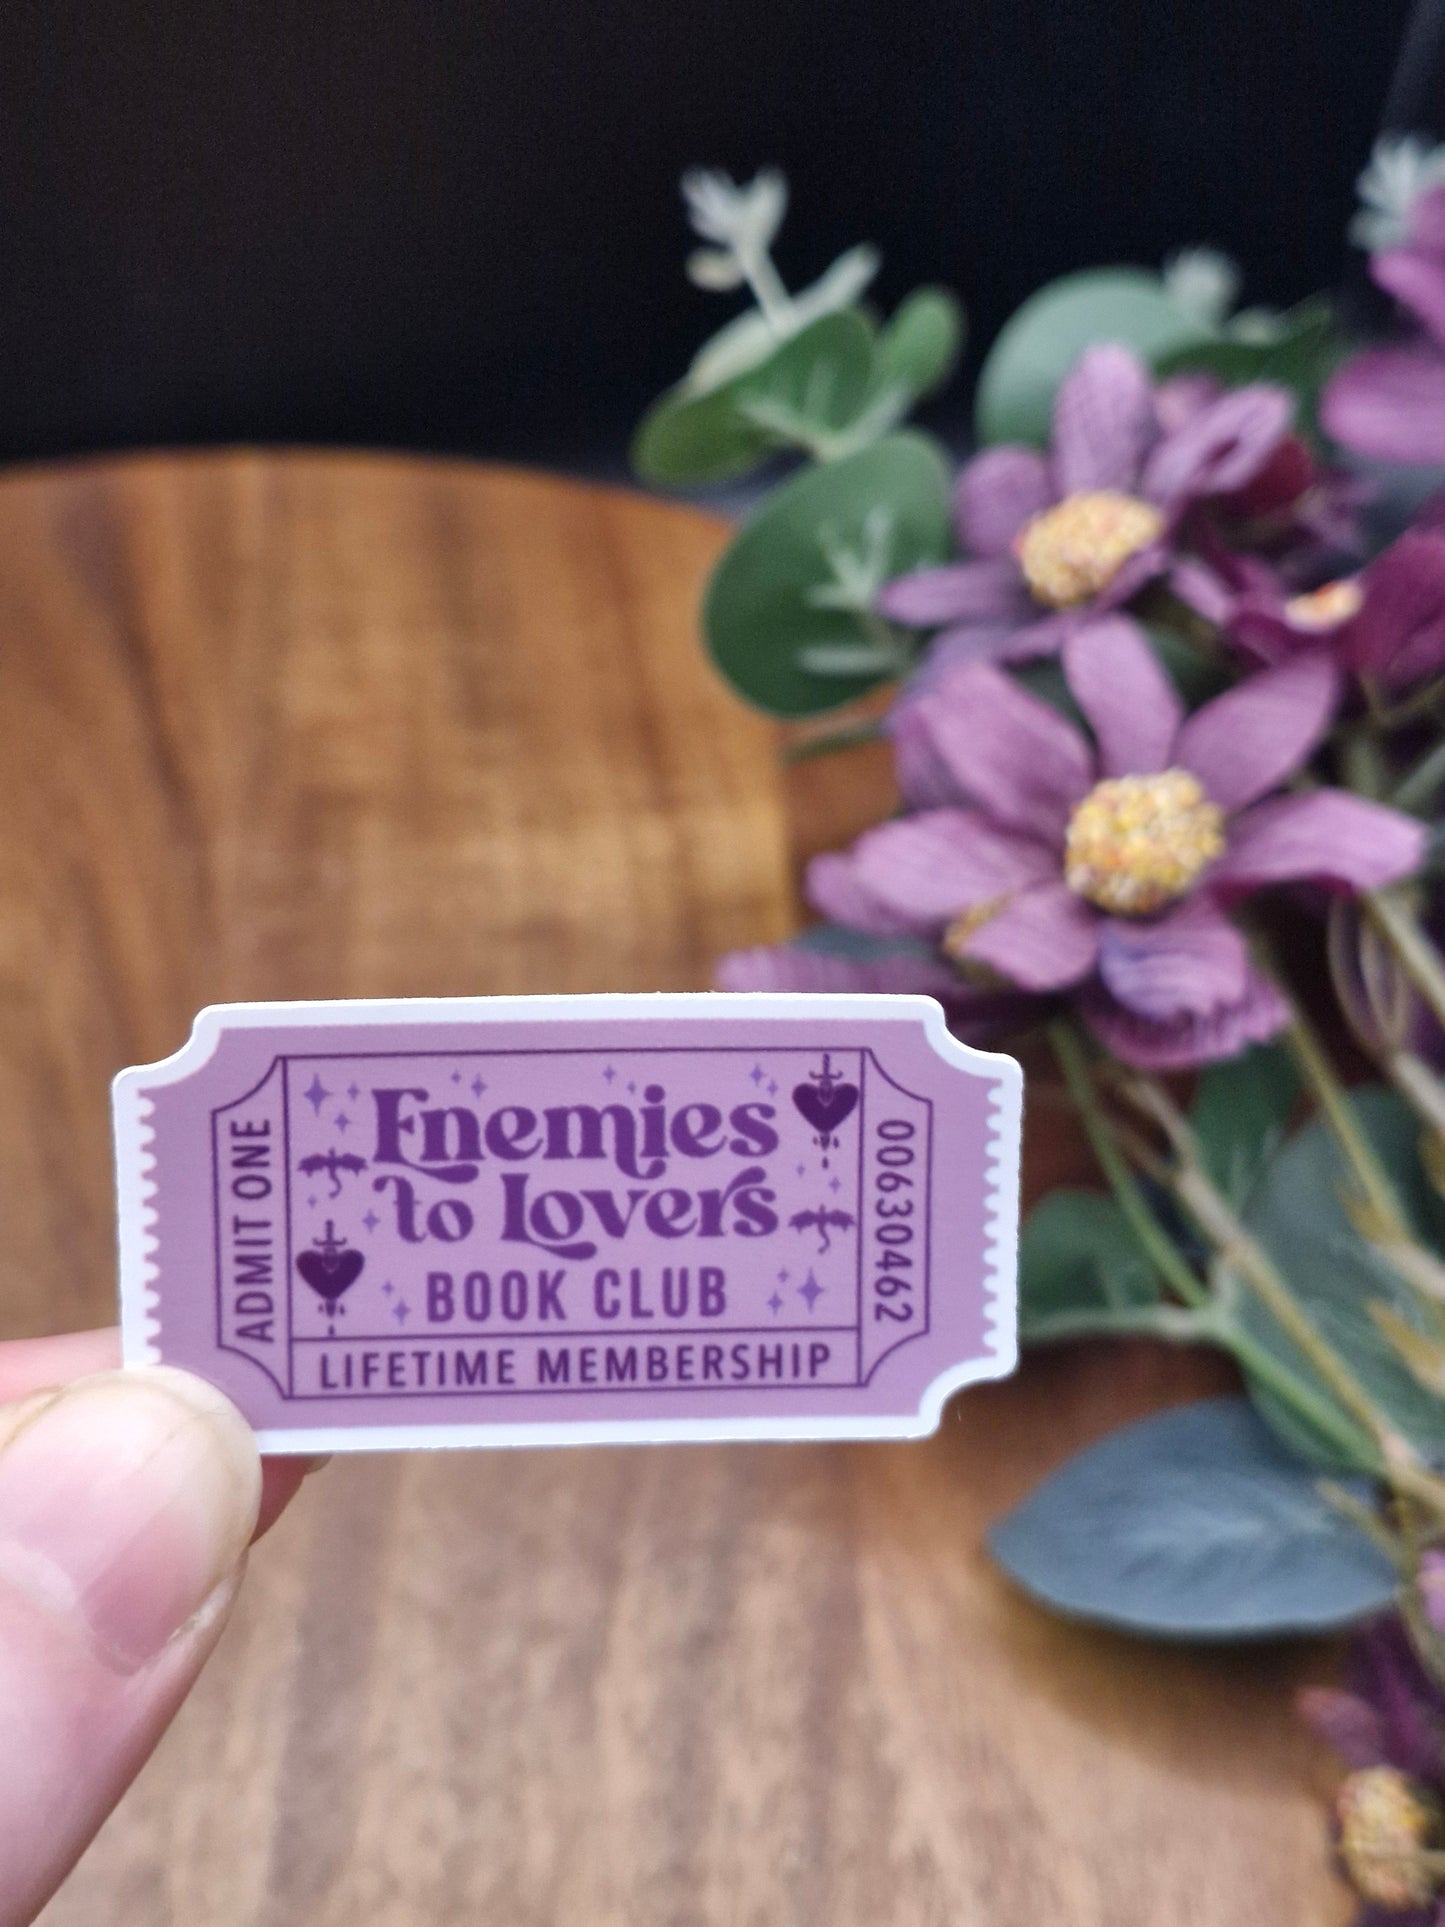 ADMIT ONE
Enemies
to Lovers
BOOK CLUB
LIFETIME MEMBERSHIP
00630462